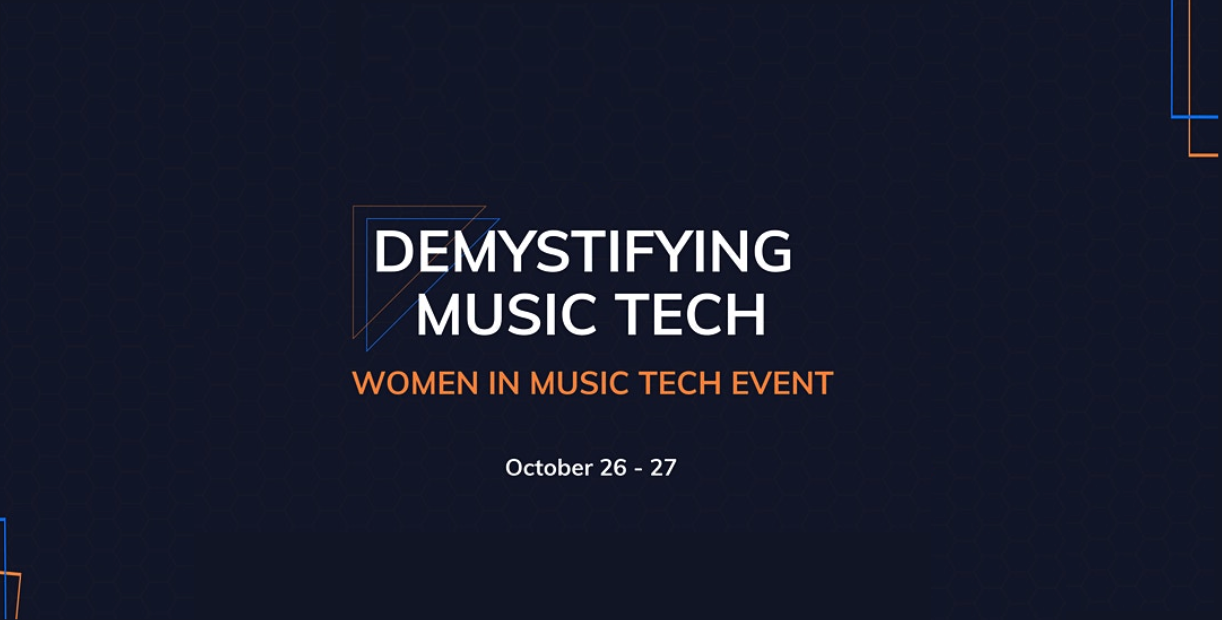 DEMYSTIFYING
MUSIC TECH
WOMEN IN MUSIC TECH EVENT
October 26 - 27